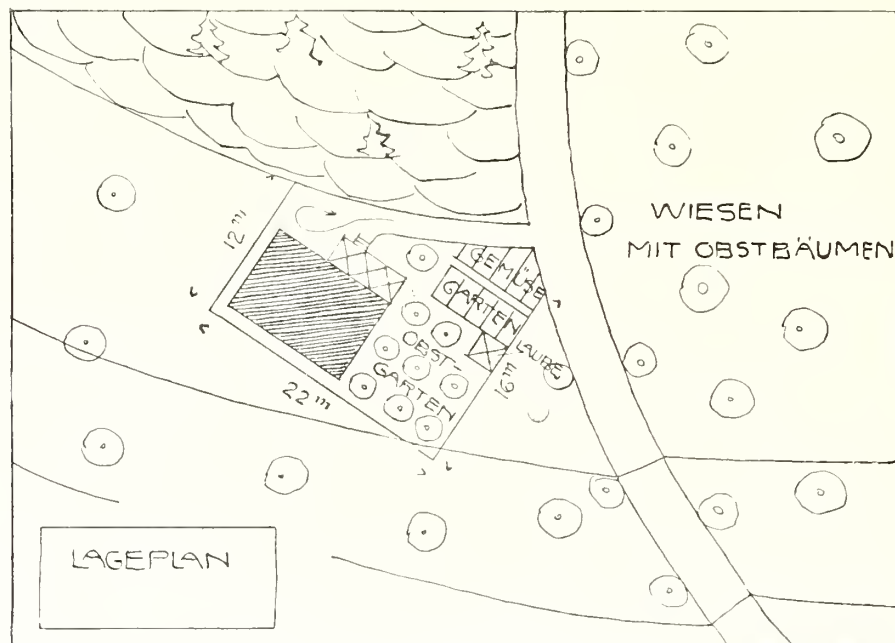 WIESEN
MIT OBSTBÄUMEN
12 m
GEMÜSE
GARTEN
OBST-
GARTEN
LAUBE
16 m
22 m
LAGEPLAN